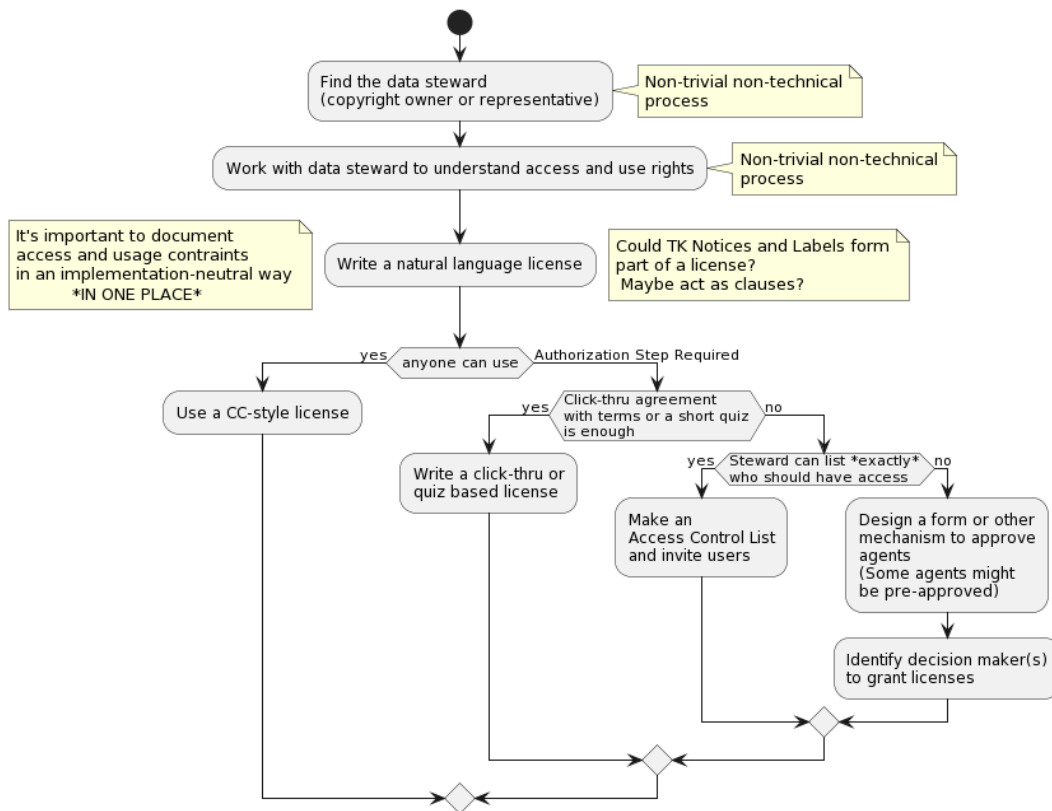 Find the data steward
(copyright owner or representative)
Non-trivial non-technical
process
Work with data steward to understand access and use rights
Non-trivial non-technical
process
It's important to document
access and usage contraints
in an implementation-neutral way
*IN ONE PLACE*
Write a natural language license
Could TK Notices and Labels form
part of a license?
Maybe act as clauses?
yes
anyone can use
Authorization Step Required
Use a CC-style license
yes
Click-thru agreement
with terms or a short quiz
is enough
no
Write a click-thru or
quiz based license
yes
Steward can list *exactly*
who should have access
no
Make an
Access Control List
and invite users
Design a form or other
mechanism to approve
agents
(Some agents might
be pre-approved)
Identify decision maker(s)
to grant licenses